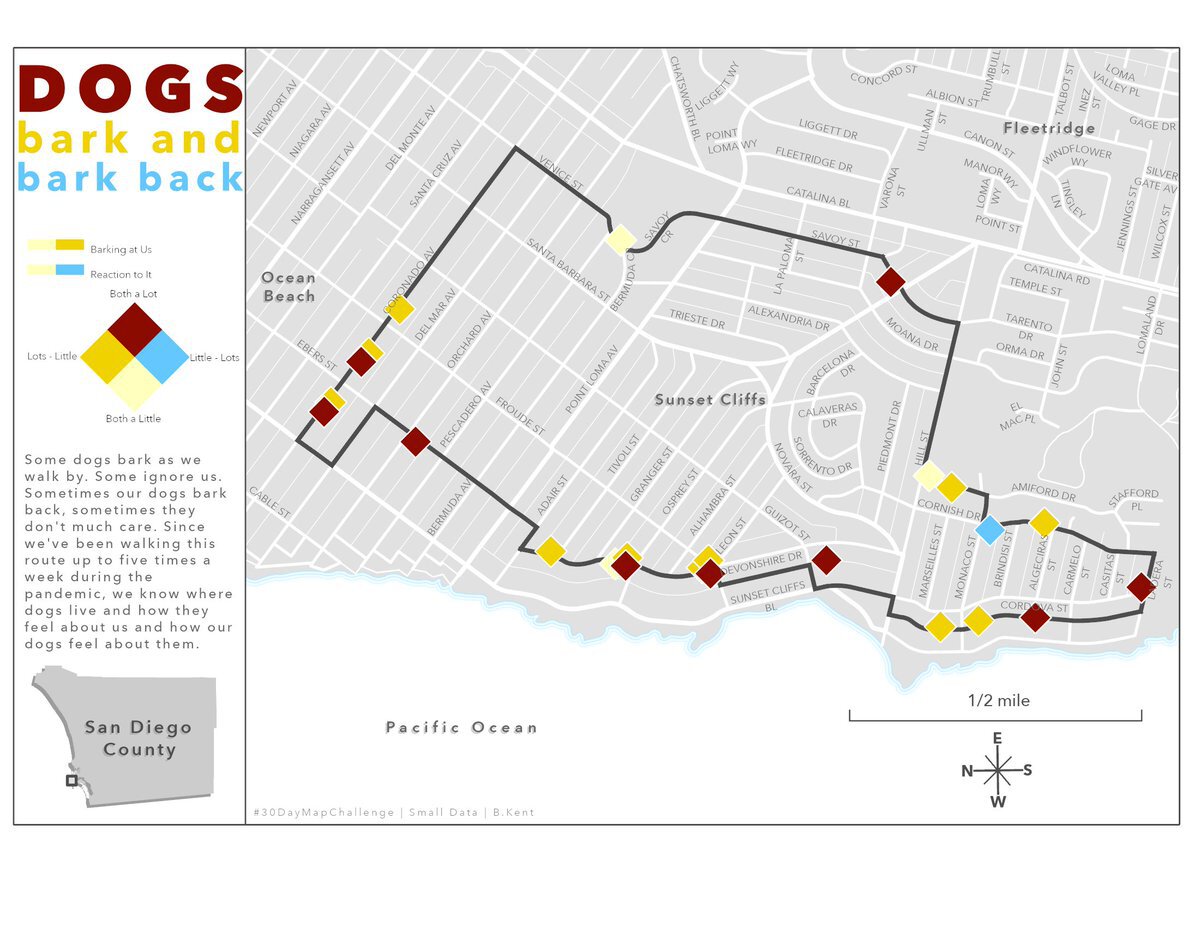 DOGS
bark and
bark back
Barking at Us
Reaction to It
Both a Lot
Lots - Little
Little - Lots
Both a Little
Some dogs bark as we
walk by. Some ignore us.
Sometimes our dogs bark
back, sometimes they
don't much care. Since
we've been walking this
route up to five times a
week during the
pandemic, we know where
dogs live and how they
feel about us and how our
dogs feel about them.
San Diego
County
NEWPORT AV
NIAGARA AV
NARRAGANSETT AV
DEL MONTE AV
SANTA CRUZ AV
CORONADO AV
DEL MAR AV
ORCHARD AV
PESCADERO AV
BERMUDA AV
EBERS ST
CABLE ST
FROUDE ST
VENICE ST
SANTA BARBARA ST
BERMUDA CR
SAVOY
CR
POINT LOMA AV
ADAIR ST
TIVOLI ST
GRANGER ST
OSPREY ST
ALHAMBRA ST
LEON ST
GUIZOT ST
DEVONSHIRE DR
SUNSET CLIFFS
BL
NOVARA ST
SORRENTO DR
CALAVERAS
DR
BARCELONA
DR
PIEDMONT DR
HILL ST
TRIESTE DR
ALEXANDRIA DR
LA PALOMA
ST
SAVOY ST
MOANA DR
CATALINA BL
VARONA
ST
FLEETRIDGE DR
LIGGETT DR
POINT
LOMA WY
CHATSWORTH BL
LIGGETT WY
CONCORD ST
ALBION ST
TRUMBULL
ST
ULLMAN
ST
CANON ST
MANOR WY
LOMA
WY
POINT ST
WINDFLOWER
WY
TINGLEY
LN
TALBOT ST
INEZ
ST
LOMA
VALLEY PL
GAGE DR
SILVER
GATE AV
JENNINGS ST
WILCOX ST
CATALINA RD
TEMPLE ST
TARENTO
DR
ORMA DR
JOHN ST
LOMALAND
DR
EL
MAC PL
AMIFORD DR
STAFFORD
PL
CORNISH DR
MARSEILLES ST
MONACO ST
BRINDISI ST
ALGECIRAS
ST
CARMELO
ST
CASITAS
ST
LADERA
ST
CORDOVA ST
Ocean
Beach
Sunset Cliffs
Fleetridge
Pacific Ocean
1/2 mile
E
N
S
W
#30DayMapChallenge | Small Data | B.Kent